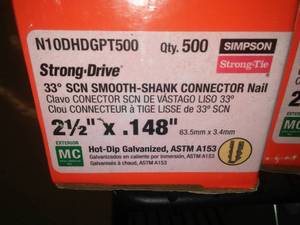 N10DHDGPT500 Qty. 500 SIMPSON
Strong-Tie
Strong-Drive®
33° SCN SMOOTH-SHANK CONNECTOR Nail
Clavo CONECTOR SCN DE VÁSTAGO LISO 33°
Clou CONNECTEUR À TIGE LISSE DE 33° SCN
2½" x .148"
63.5mm x 3.4mm
EXTERIOR
MC
Hot-Dip Galvanized, ASTM A153
Galvanizados en caliente por inmersión, ASTM A153
Galvanisés à chaud, ASTM A153